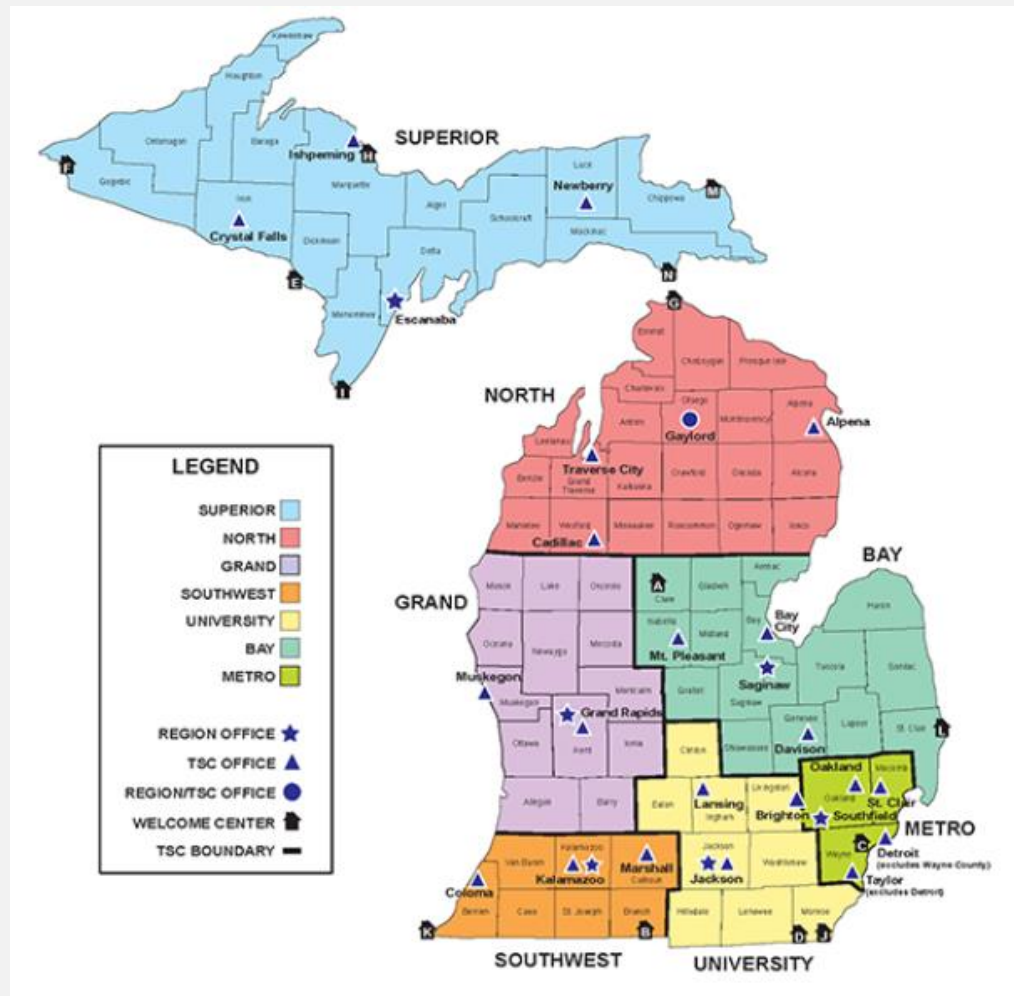 Keweenaw
Houghton
Ontonagon
Baraga
SUPERIOR
Ishpeming
H
F
Gogebic
Marquette
Luce
Newberry
M
Iron
Alger
Chippewa
Crystal Falls
Schoolcraft
Mackinac
Dickinson
Delta
E
N
Menominee
Escanaba
G
I
Emmet
Cheboygan
Presque Isle
Charlevoix
NORTH
Otsego
Alpena
Antrim
Montmorency
Alpena
Gaylord
Leelanau
Traverse City
Benzie
Grand
Traverse
Kalkaska
Crawford
Oscoda
Alcona
Manistee
Wexford
Missaukee
Roscommon
Ogemaw
Iosco
Cadillac
LEGEND
SUPERIOR
NORTH
GRAND
SOUTHWEST
UNIVERSITY
BAY
METRO
REGION OFFICE
TSC OFFICE
REGION/TSC OFFICE
WELCOME CENTER
TSC BOUNDARY
BAY
GRAND
Mason
Lake
Osceola
A
Clare
Gladwin
Arenac
Huron
Oceana
Newaygo
Mecosta
Isabella
Midland
Bay
Bay
City
Mt. Pleasant
Muskegon
Muskegon
Montcalm
Gratiot
Saginaw
Saginaw
Tuscola
Sanilac
Grand Rapids
Ottawa
Kent
Ionia
Clinton
Shiawassee
Genesee
Davison
Lapeer
St. Clair
L
Allegan
Barry
Eaton
Lansing
Ingham
Livingston
Brighton
Oakland
Oakland
Macomb
St. Clair
Southfield
METRO
Van Buren
Kalamazoo
Kalamazoo
Marshall
Calhoun
Jackson
Jackson
Washtenaw
Wayne
C
Detroit
(excludes Wayne County)
Taylor
(excludes Detroit)
Coloma
Berrien
Cass
St. Joseph
Branch
Hillsdale
Lenawee
Monroe
K
B
D
J
SOUTHWEST
UNIVERSITY